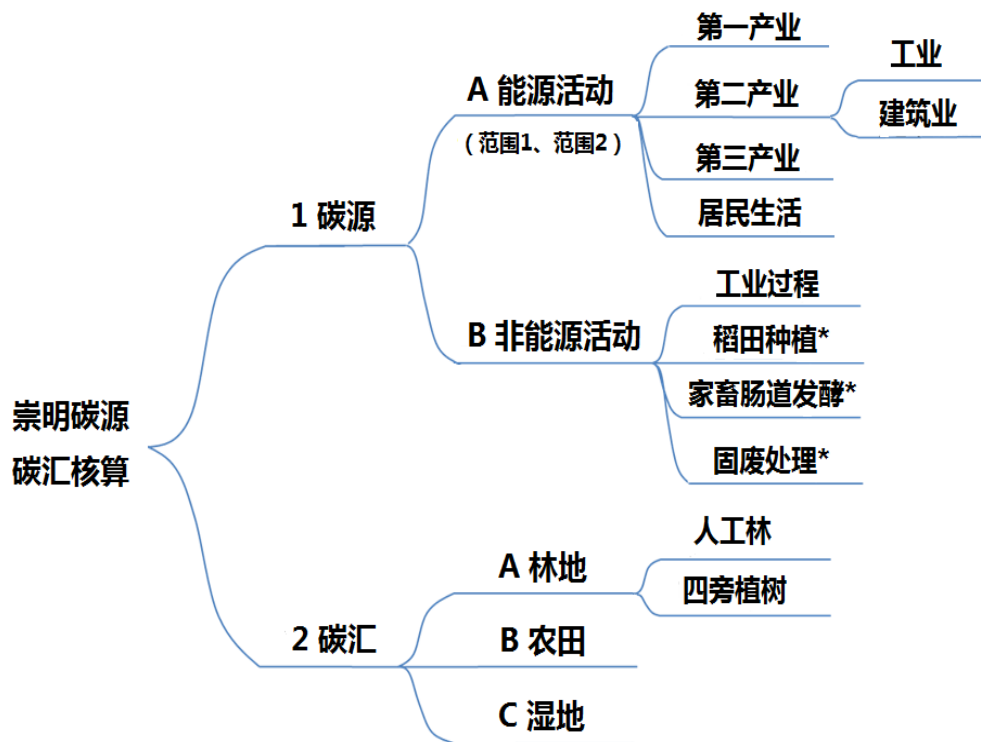 崇明碳源
碳汇核算
1 碳源
A 能源活动
（范围1、范围2）
第一产业
第二产业
工业
建筑业
第三产业
居民生活
B 非能源活动
工业过程
稻田种植*
家畜肠道发酵*
固废处理*
2 碳汇
A 林地
人工林
四旁植树
B 农田
C 湿地